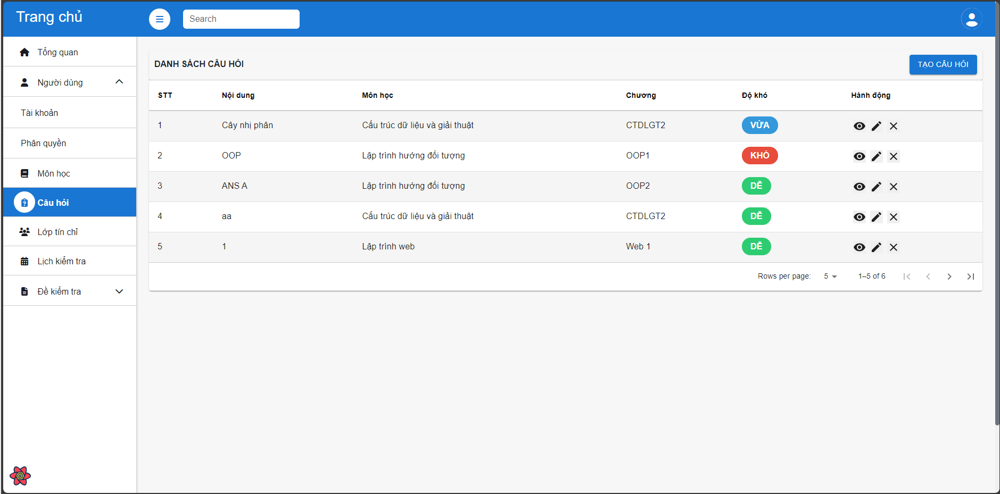 Trang chủ
Search
Tổng quan
Người dùng
Tài khoản
Phân quyền
Môn học
Câu hỏi
Lớp tín chỉ
Lịch kiểm tra
Đề kiểm tra
DANH SÁCH CÂU HỎI
TẠO CÂU HỎI
STT Nội dung Môn học Chương Độ khó Hành động
1 Cây nhị phân Cấu trúc dữ liệu và giải thuật CTDLGT2 VỪA
2 OOP Lập trình hướng đối tượng OOP1 KHÓ
3 ANS A Lập trình hướng đối tượng OOP2 DỄ
4 aa Cấu trúc dữ liệu và giải thuật CTDLGT2 DỄ
5 1 Lập trình web Web 1 DỄ
Rows per page: 5 1–5 of 6